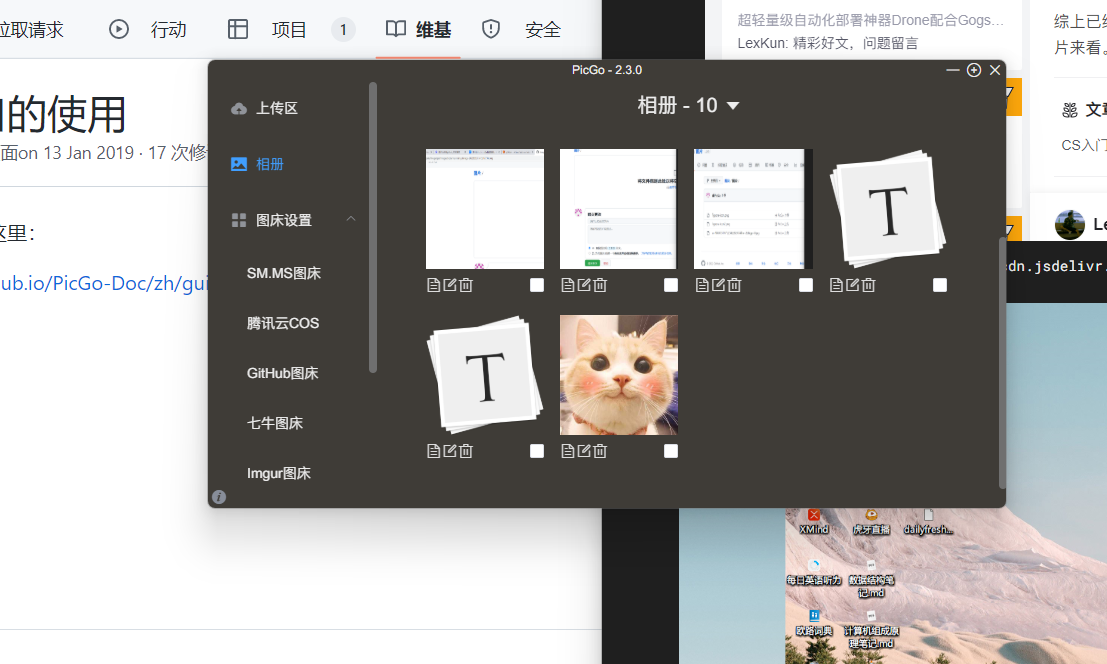 拉取请求
行动
项目
1
维基
安全
的使用
面on 13 Jan 2019 · 17 次修
这里：
ub.io/PicGo-Doc/zh/gui
超轻量级自动化部署神器Drone配合Gogs…
LexKun: 精彩好文，问题留言
综上已
片来看。
文章
CS入门
Le
dn.jsdelivr.
PicGo - 2.3.0
上传区
相册
图床设置
SM.MS图床
腾讯云COS
GitHub图床
七牛图床
Imgur图床
相册 - 10
T
T
XMind
虎牙直播
dailyfresh...
每日英语听力
数据结构笔记.md
欧路词典
计算机组成原理笔记.md